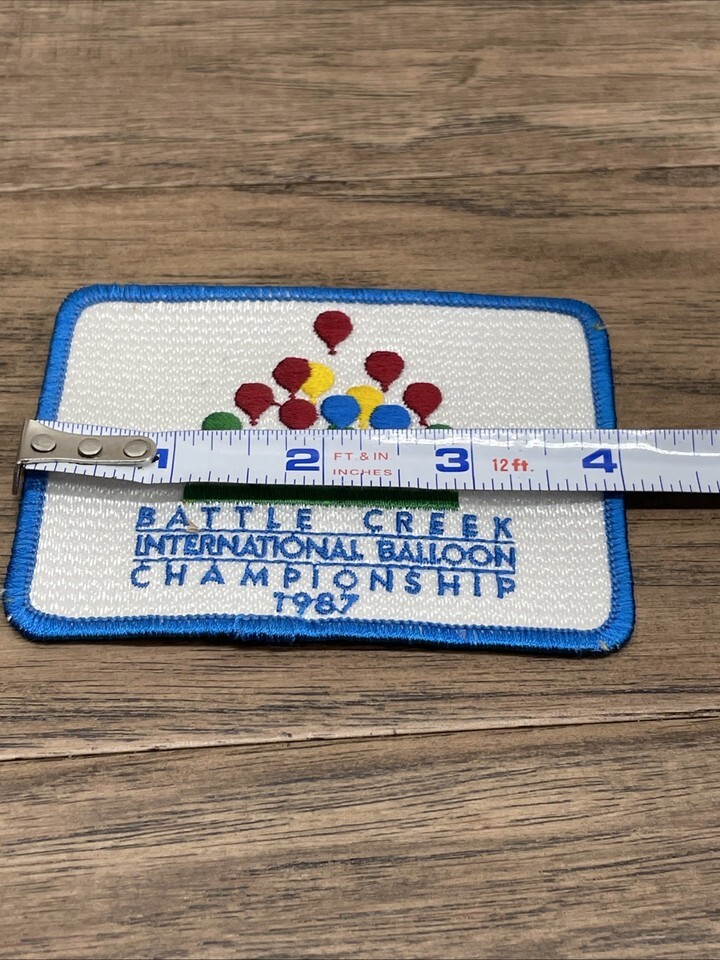 1 2 FT. & IN INCHES 3 12 ft. 4
BATTLE CREEK
INTERNATIONAL BALLOON
CHAMPIONSHIP
1987